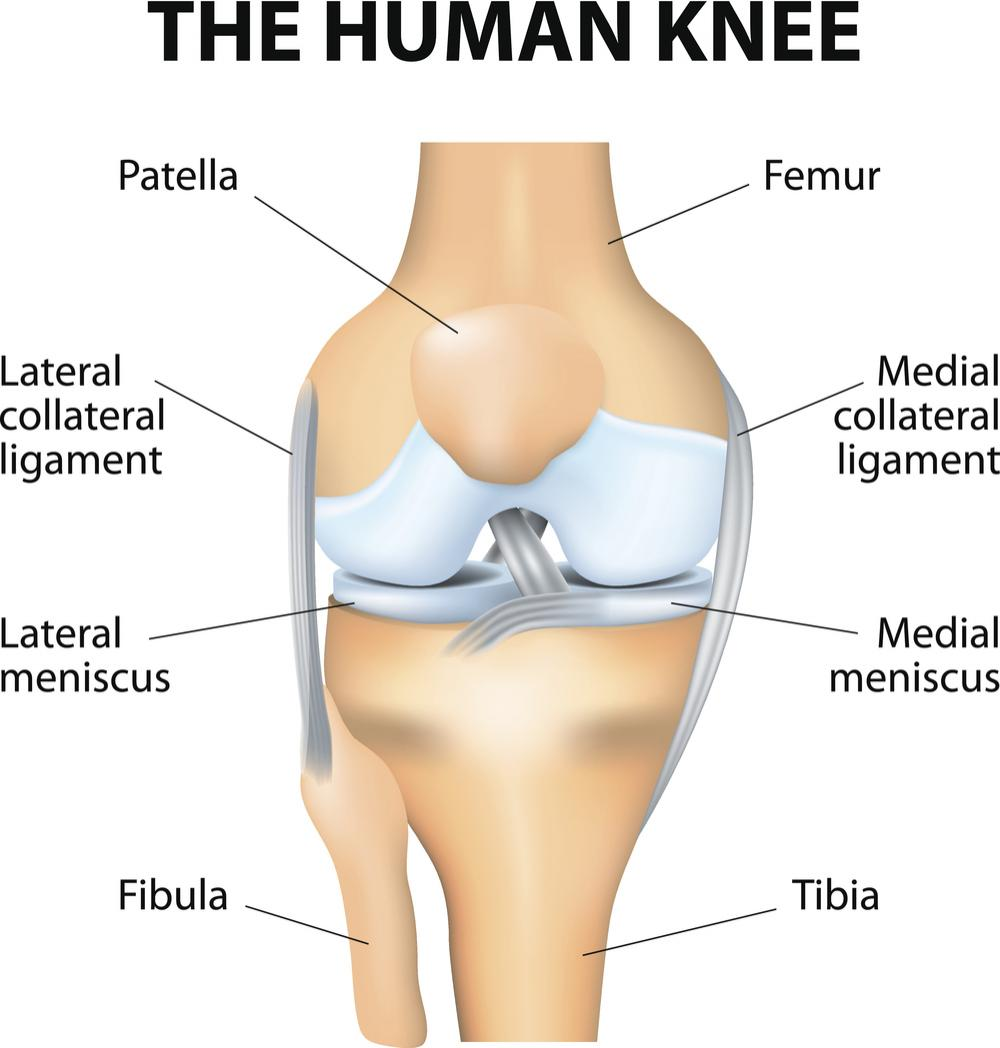 THE HUMAN KNEE
Patella
Femur
Lateral
collateral
ligament
Medial
collateral
ligament
Lateral
meniscus
Medial
meniscus
Fibula
Tibia